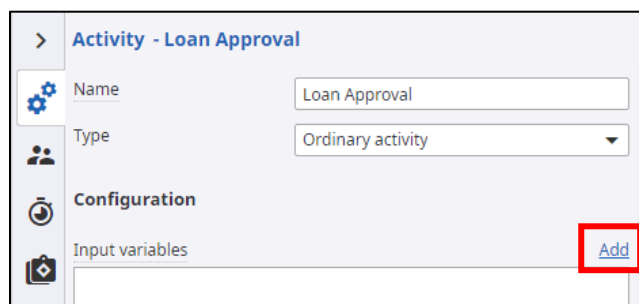 Activity - Loan Approval
Name
Loan Approval
Type
Ordinary activity
Configuration
Input variables
Add